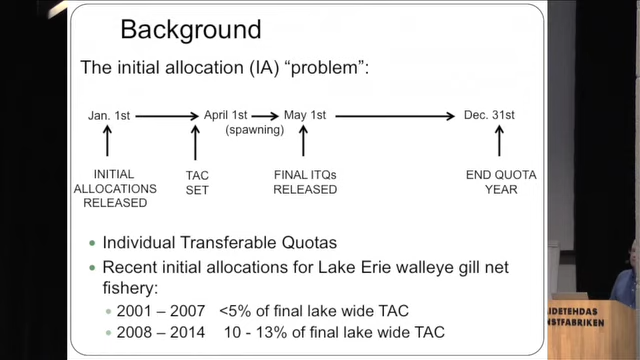 Background
The initial allocation (IA) “problem”:
Jan. 1st April 1st May 1st Dec. 31st
(spawning)
INITIAL ALLOCATIONS RELEASED
TAC SET
FINAL ITQs RELEASED
END QUOTA YEAR
• Individual Transferable Quotas
• Recent initial allocations for Lake Erie walleye gill net
fishery:
• 2001 – 2007 <5% of final lake wide TAC
• 2008 – 2014 10 - 13% of final lake wide TAC
AIDETEHDAS
NSTFABRIKEN